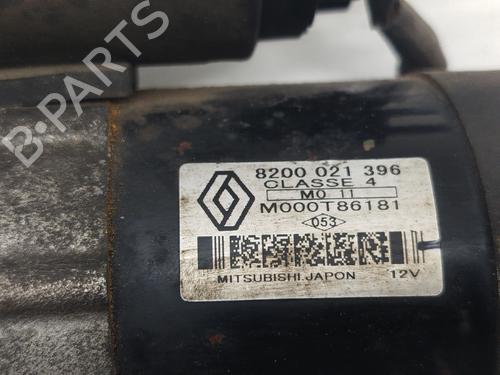 B-PARTS
8200 021 396
CLASSE 4
M0 11
M000T86181
053
MITSUBISHI.JAPON 12V